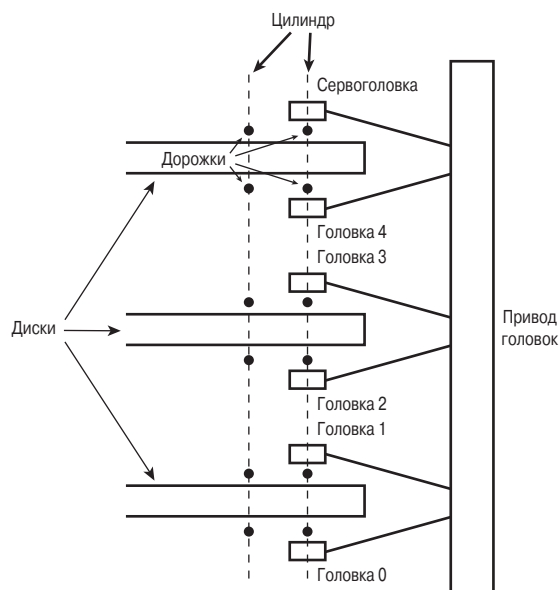 Цилиндр
Сервоголовка
Дорожки
Головка 4
Головка 3
Диски
Привод
головок
Головка 2
Головка 1
Головка 0